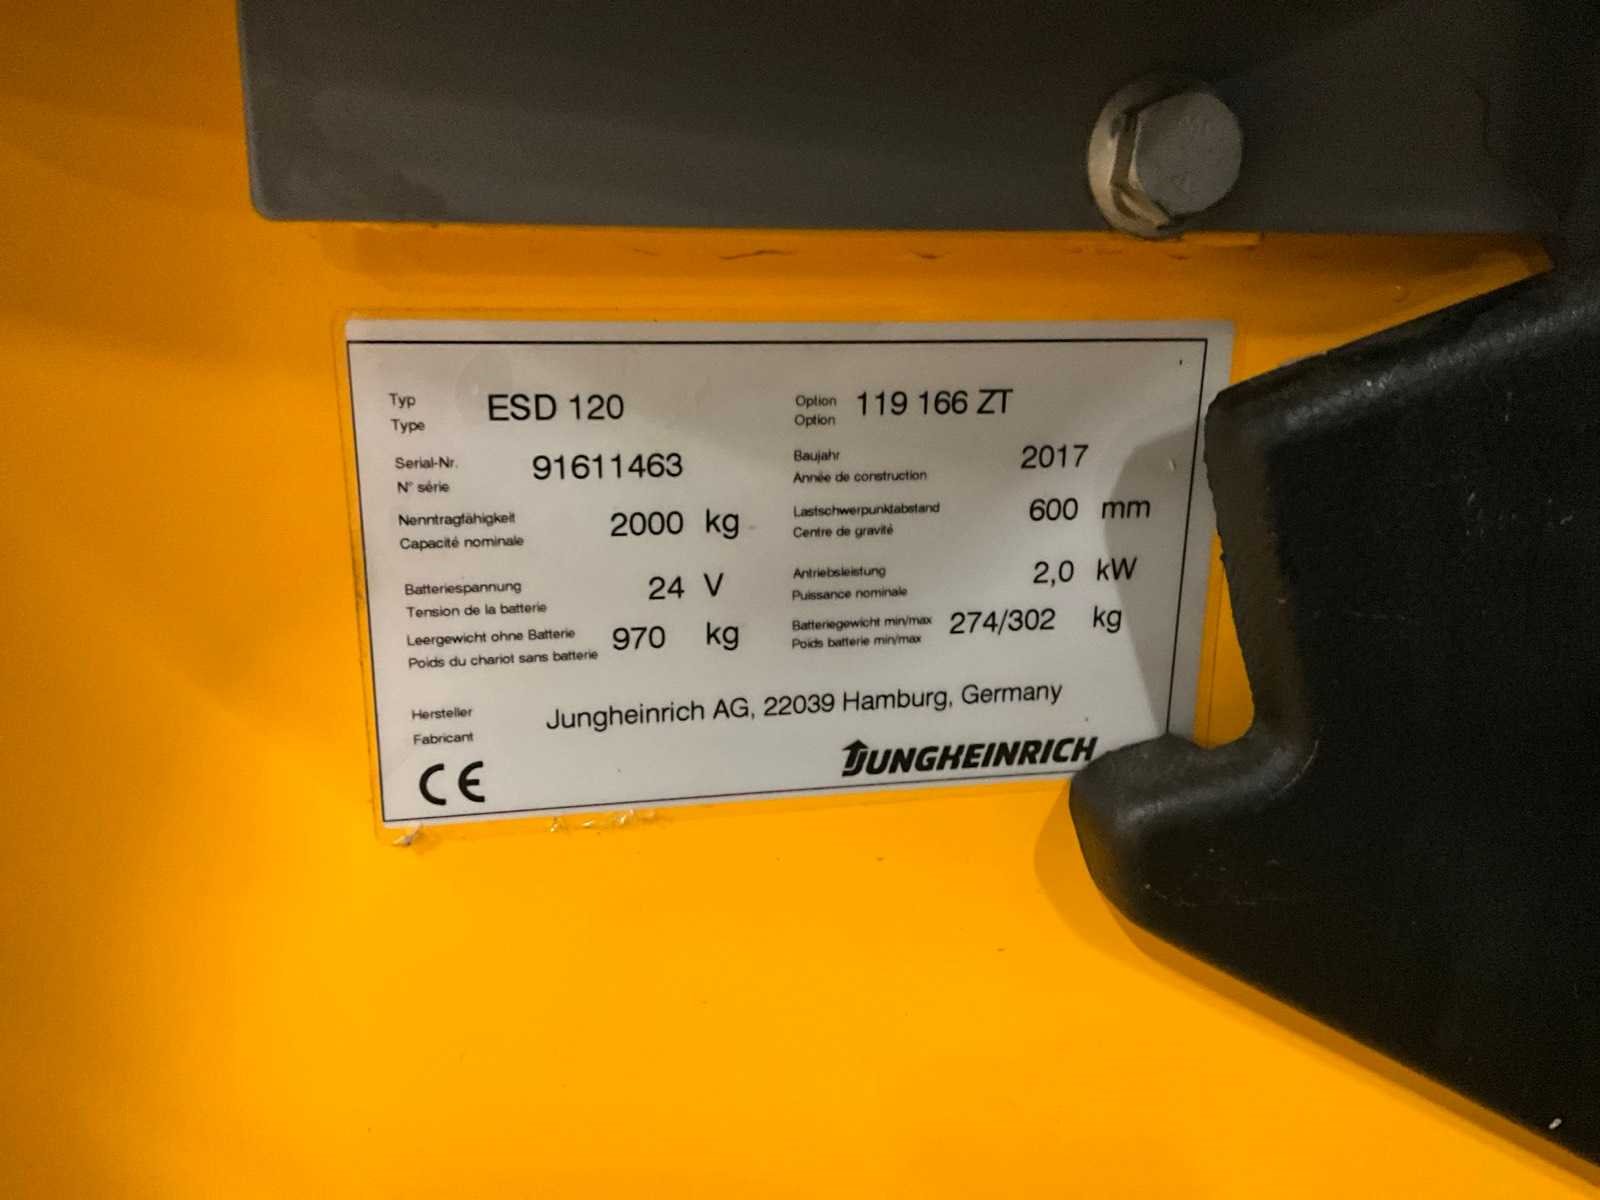 Typ ESD 120 Option 119 166 ZT
Type Option
Serial-Nr. 91611463 Baujahr 2017
N° série Année de construction
Nenntragfähigkeit 2000 kg Lastschwerpunktabstand 600 mm
Capacité nominale Centre de gravité
Batteriespannung 24 V Antriebsleistung 2,0 kW
Tension de la batterie Puissance nominale
Leergewicht ohne Batterie 970 kg Batteriegewicht min/max 274/302 kg
Poids du chariot sans batterie Poids batterie min/max
Hersteller Jungheinrich AG, 22039 Hamburg, Germany
Fabricant
CE JUNGHEINRICH